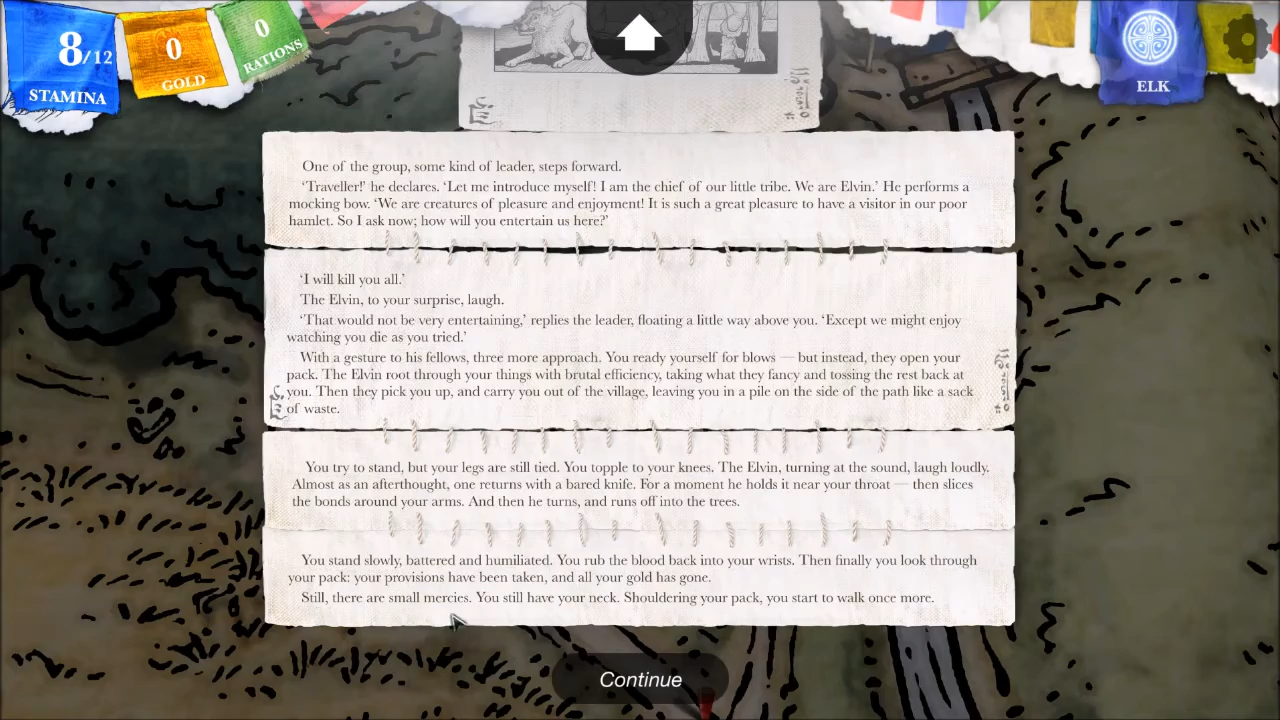 8/12
STAMINA
0
GOLD
0
RATIONS
ELK
One of the group, some kind of leader, steps forward.
‘Traveller!’ he declares. ‘Let me introduce myself! I am the chief of our little tribe. We are Elvin.’ He performs a
mocking bow. ‘We are creatures of pleasure and enjoyment! It is such a great pleasure to have a visitor in our poor
hamlet. So I ask now; how will you entertain us here?’
‘I will kill you all.’
The Elvin, to your surprise, laugh.
‘That would not be very entertaining,’ replies the leader, floating a little way above you. ‘Except we might enjoy
watching you die as you tried.’
With a gesture to his fellows, three more approach. You ready yourself for blows — but instead, they open your
pack. The Elvin root through your things with brutal efficiency, taking what they fancy and tossing the rest back at
you. Then they pick you up, and carry you out of the village, leaving you in a pile on the side of the path like a sack
of waste.
You try to stand, but your legs are still tied. You topple to your knees. The Elvin, turning at the sound, laugh loudly.
Almost as an afterthought, one returns with a bared knife. For a moment he holds it near your throat — then slices
the bonds around your arms. And then he turns, and runs off into the trees.
You stand slowly, battered and humiliated. You rub the blood back into your wrists. Then finally you look through
your pack: your provisions have been taken, and all your gold has gone.
Still, there are small mercies. You still have your neck. Shouldering your pack, you start to walk once more.
Continue